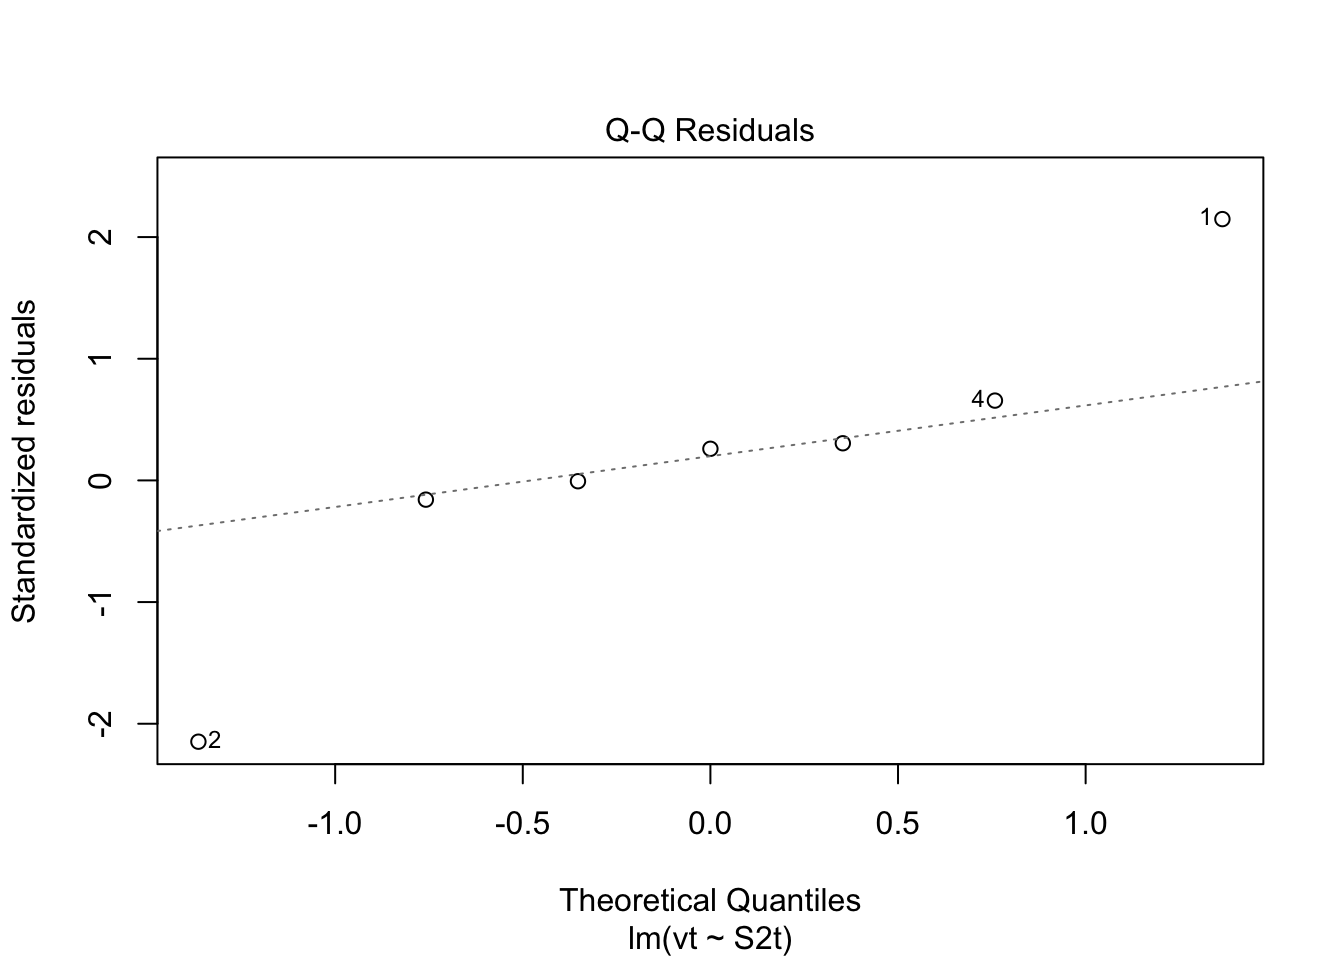 Q-Q Residuals
Standardized residuals
2
1
0
-1
-2
1
4
2
-1.0 -0.5 0.0 0.5 1.0
Theoretical Quantiles
lm(vt ~ S2t)